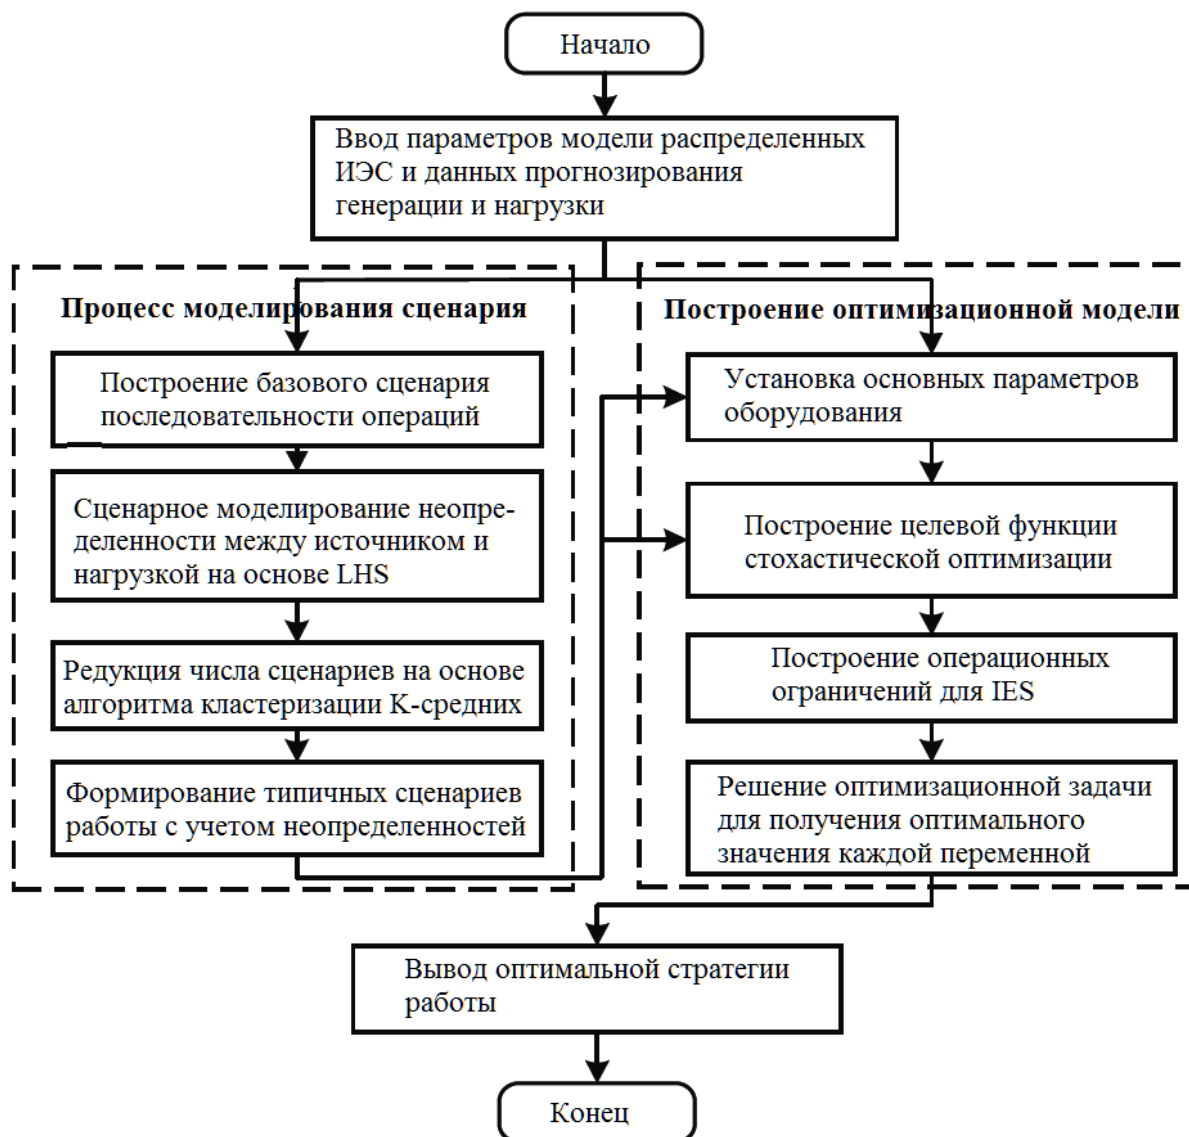 Начало
Ввод параметров модели распределенных
ИЭС и данных прогнозирования
генерации и нагрузки
Процесс моделирования сценария
Построение базового сценария
последовательности операций
Сценарное моделирование неопре-
деленности между источником и
нагрузкой на основе LHS
Редукция числа сценариев на основе
алгоритма кластеризации К-средних
Формирование типичных сценариев
работы с учетом неопределенностей
Построение оптимизационной модели
Установка основных параметров
оборудования
Построение целевой функции
стохастической оптимизации
Построение операционных
ограничений для IES
Решение оптимизационной задачи
для получения оптимального
значения каждой переменной
Вывод оптимальной стратегии
работы
Конец